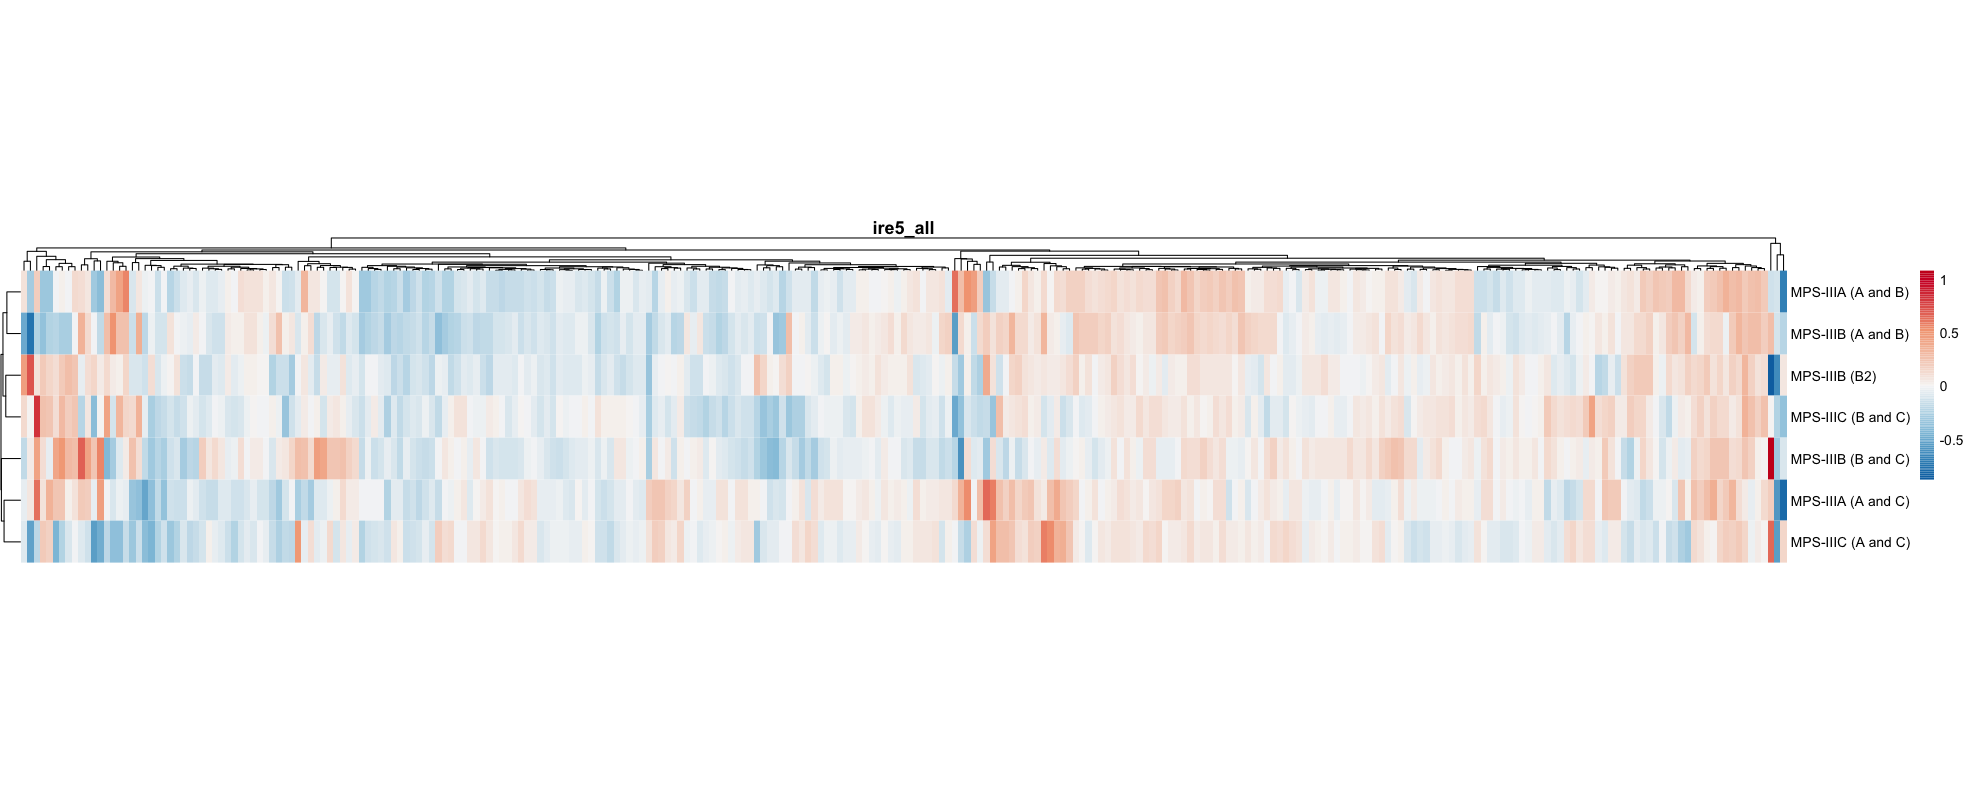 ire5_all
MPS-IIIA (A and B)
MPS-IIIB (A and B)
MPS-IIIB (B2)
MPS-IIIC (B and C)
MPS-IIIB (B and C)
MPS-IIIA (A and C)
MPS-IIIC (A and C)
1
0.5
0
-0.5